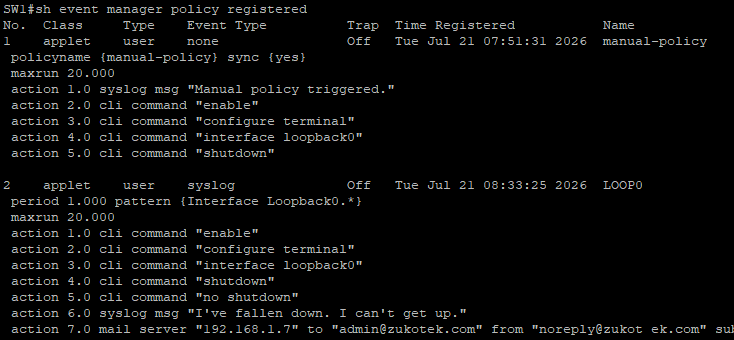 SW1#sh event manager policy registered
No.  Class     Type    Event Type          Trap  Time Registered           Name
1    applet    user    none                Off   Tue Jul 21 07:51:31 2026  manual-policy
 policyname {manual-policy} sync {yes}
 maxrun 20.000
 action 1.0 syslog msg "Manual policy triggered."
 action 2.0 cli command "enable"
 action 3.0 cli command "configure terminal"
 action 4.0 cli command "interface loopback0"
 action 5.0 cli command "shutdown"

2    applet    user    syslog              Off   Tue Jul 21 08:33:25 2026  LOOP0
 period 1.000 pattern {Interface Loopback0.*}
 maxrun 20.000
 action 1.0 cli command "enable"
 action 2.0 cli command "configure terminal"
 action 3.0 cli command "interface loopback0"
 action 4.0 cli command "shutdown"
 action 5.0 cli command "no shutdown"
 action 6.0 syslog msg "I've fallen down. I can't get up."
 action 7.0 mail server "192.168.1.7" to "admin@zukotek.com" from "noreply@zukot ek.com" sub